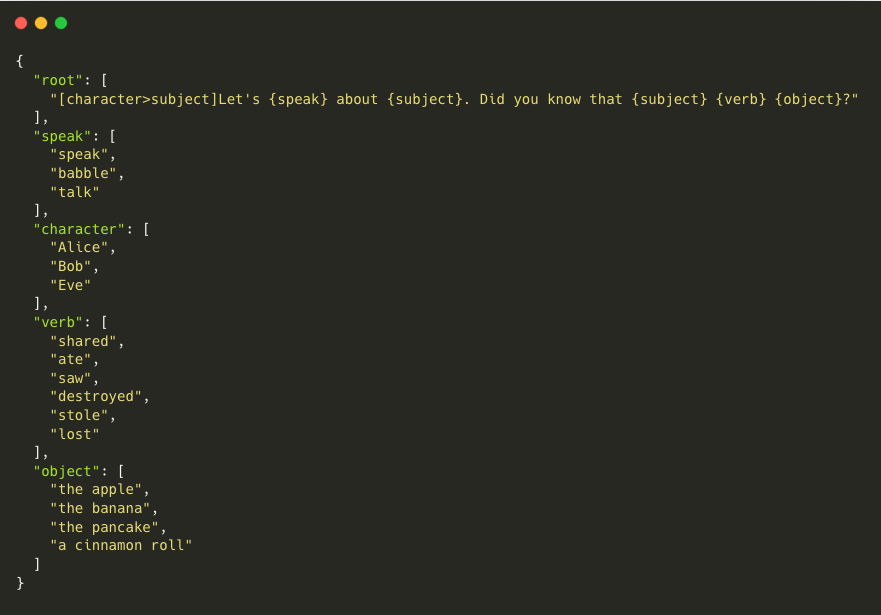 {
  "root": [
    "[character>subject]Let's {speak} about {subject}. Did you know that {subject} {verb} {object}?"
  ],
  "speak": [
    "speak",
    "babble",
    "talk"
  ],
  "character": [
    "Alice",
    "Bob",
    "Eve"
  ],
  "verb": [
    "shared",
    "ate",
    "saw",
    "destroyed",
    "stole",
    "lost"
  ],
  "object": [
    "the apple",
    "the banana",
    "the pancake",
    "a cinnamon roll"
  ]
}